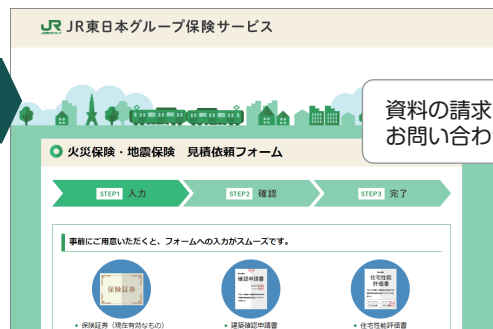 JR JR東日本グループ保険サービス
資料の請求
お問い合わ
火災保険・地震保険 見積依頼フォーム
STEP1 入力 STEP2 確認 STEP3 完了
事前にご用意いただくと、フォームへの入力がスムーズです。
保険証券
確認申請書
住宅性能
評価書
• 保険証券（現在有効なもの）
• 建築確認申請書
• 住宅性能評価書